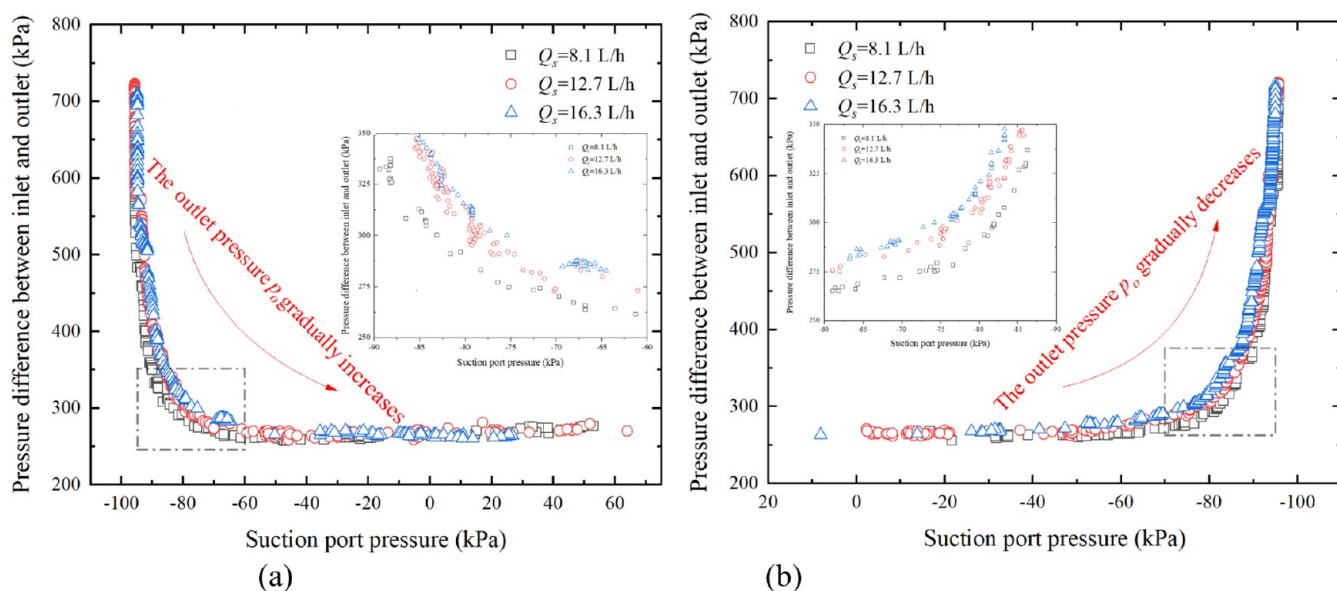 800
700
600
500
400
300
200
-100 -80 -60 -40 -20 0 20 40 60
Pressure difference between inlet and outlet (kPa)
Suction port pressure (kPa)
Qs=8.1 L/h
Qs=12.7 L/h
Qs=16.3 L/h
The outlet pressure po gradually increases
350
300
250
-90 -85 -80 -75 -70 -65 -60
Pressure difference between inlet and outlet (kPa)
Suction port pressure (kPa)
Qs=8.1 L/h
Qs=12.7 L/h
Qs=16.3 L/h
(a)
800
700
600
500
400
300
200
20 0 -20 -40 -60 -80 -100
Pressure difference between inlet and outlet (kPa)
Suction port pressure (kPa)
Qs=8.1 L/h
Qs=12.7 L/h
Qs=16.3 L/h
The outlet pressure po gradually decreases
325
300
275
250
-65 -70 -75
Pressure difference between inlet and outlet (kPa)
Suction port pressure (kPa)
Qs=8.1 L/h
Qs=12.7 L/h
Qs=16.3 L/h
(b)